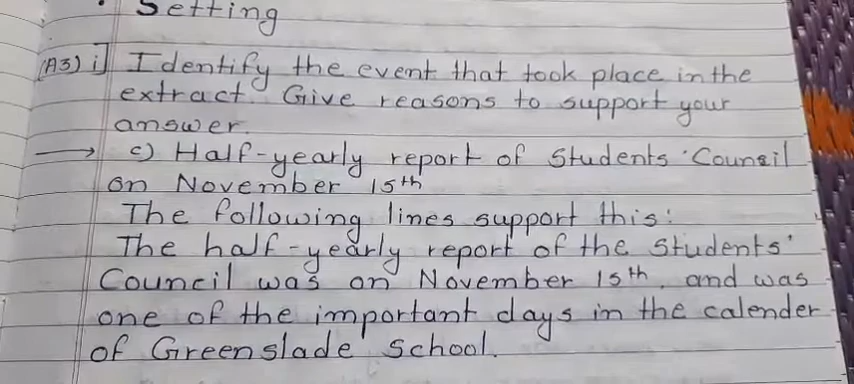 Setting
(A3) i] Identify the event that took place in the
extract. Give reasons to support your
answer.
→ c) Half-yearly report of Students' Council
on November 15th
The following lines support this:
The half-yearly report of the students'
Council was on November 15th, and was
one of the important days in the calender
of Greenslade school.